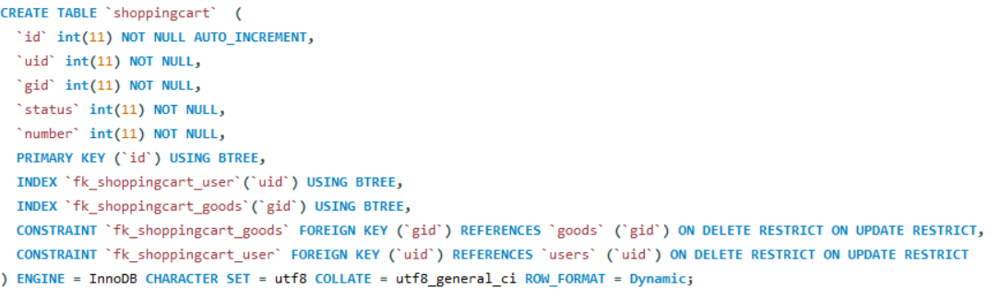 CREATE TABLE `shoppingcart`  (
  `id` int(11) NOT NULL AUTO_INCREMENT,
  `uid` int(11) NOT NULL,
  `gid` int(11) NOT NULL,
  `status` int(11) NOT NULL,
  `number` int(11) NOT NULL,
  PRIMARY KEY (`id`) USING BTREE,
  INDEX `fk_shoppingcart_user`(`uid`) USING BTREE,
  INDEX `fk_shoppingcart_goods`(`gid`) USING BTREE,
  CONSTRAINT `fk_shoppingcart_goods` FOREIGN KEY (`gid`) REFERENCES `goods` (`gid`) ON DELETE RESTRICT ON UPDATE RESTRICT,
  CONSTRAINT `fk_shoppingcart_user` FOREIGN KEY (`uid`) REFERENCES `users` (`uid`) ON DELETE RESTRICT ON UPDATE RESTRICT
) ENGINE = InnoDB CHARACTER SET = utf8 COLLATE = utf8_general_ci ROW_FORMAT = Dynamic;